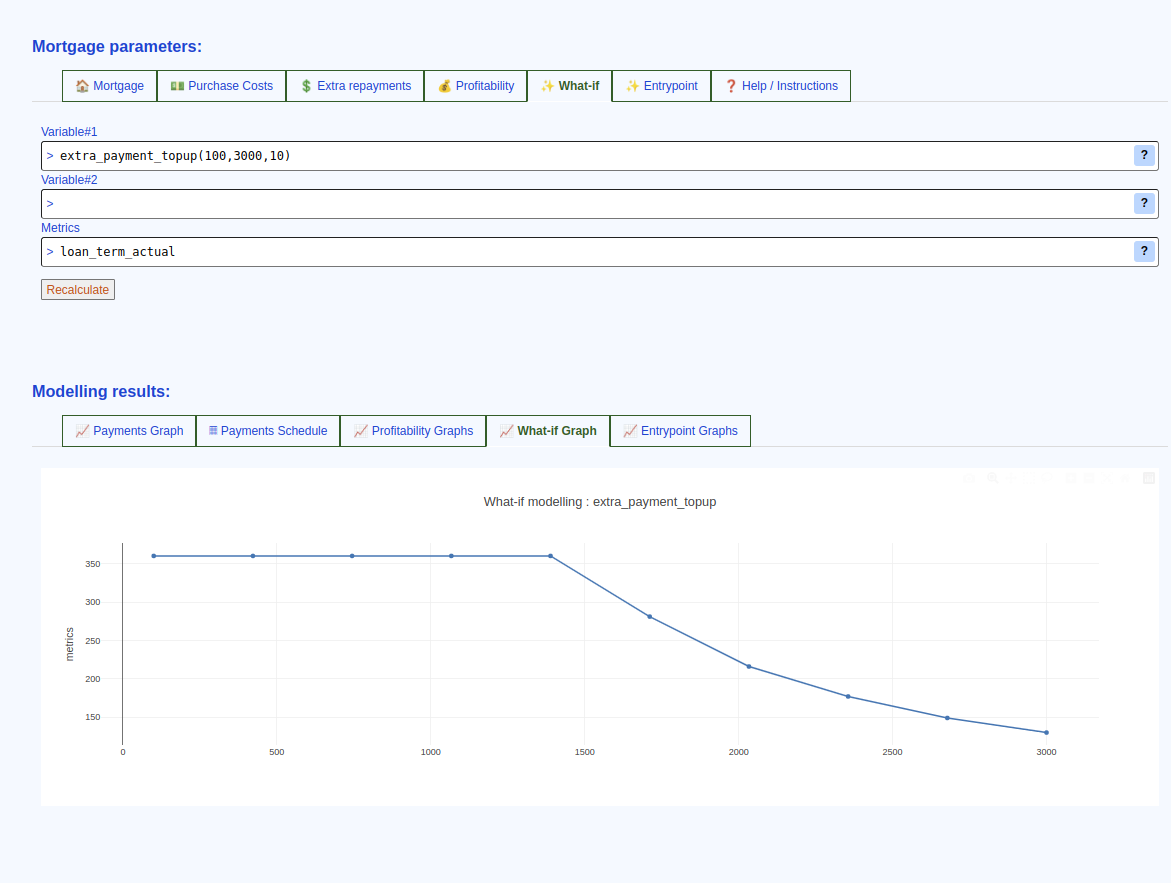 Mortgage parameters:
🏠 Mortgage 💵 Purchase Costs 💲 Extra repayments 💰 Profitability ✨ What-if ✨ Entrypoint ❓ Help / Instructions
Variable#1
> extra_payment_topup(100,3000,10) ?
Variable#2
> ?
Metrics
> loan_term_actual ?
Recalculate
Modelling results:
📈 Payments Graph Payments Schedule 📈 Profitability Graphs 📈 What-if Graph 📈 Entrypoint Graphs
What-if modelling : extra_payment_topup
350
300
250
200
150
metrics
0 500 1000 1500 2000 2500 3000